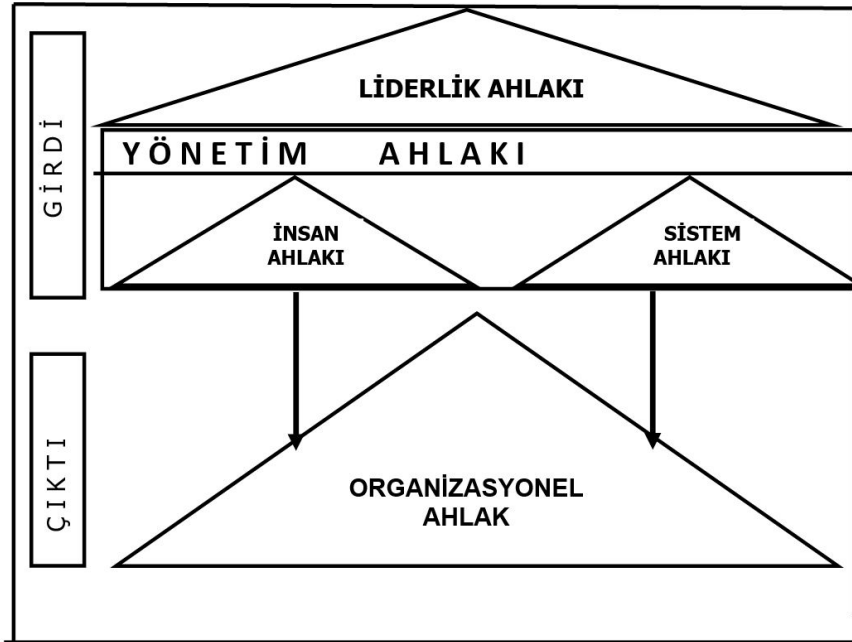 GİRDİ
LİDERLİK AHLAKI
YÖNETİM AHLAKI
İNSAN
AHLAKI
SİSTEM
AHLAKI
ÇIKTI
ORGANİZASYONEL
AHLAK